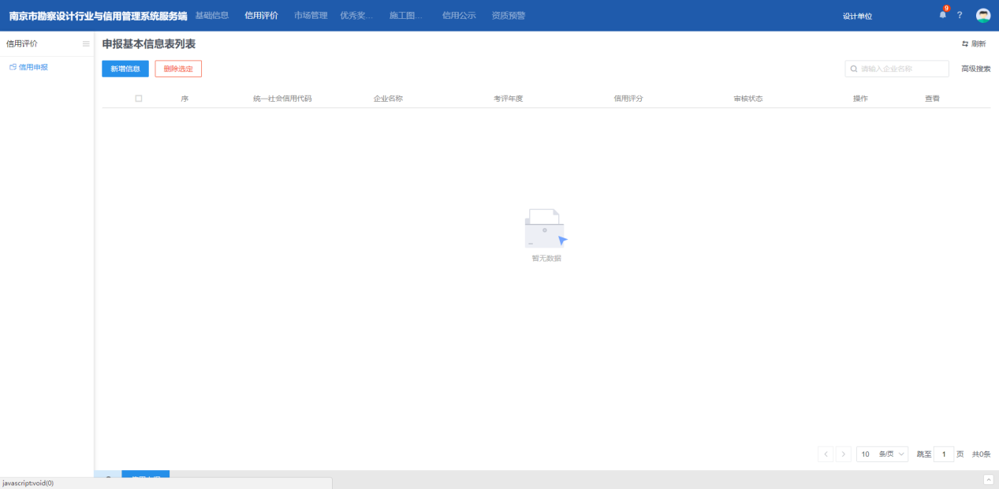 南京市勘察设计行业与信用管理系统服务端 基础信息 信用评价 市场管理 优秀奖... 施工图... 信用公示 资质预警 设计单位 9 ?
信用评价 申报基本信息表列表 刷新
信用申报 新增信息 删除选定 请输入企业名称 高级搜索
序 统一社会信用代码 企业名称 考评年度 信用评分 审核状态 操作 查看
暂无数据
10 条/页 跳至 1 页 共0条
javascript:void(0)